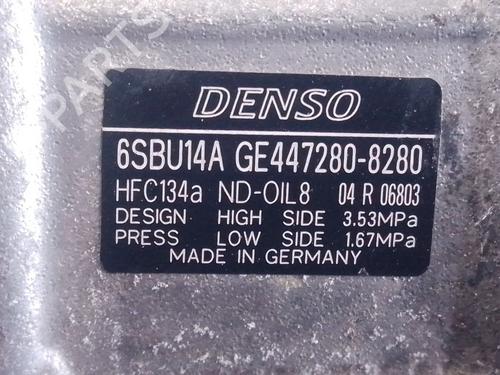 DENSO
6SBU14A GE447280-8280
HFC134a ND-OIL8 04 R 06803
DESIGN HIGH SIDE 3.53MPa
PRESS LOW SIDE 1.67MPa
MADE IN GERMANY